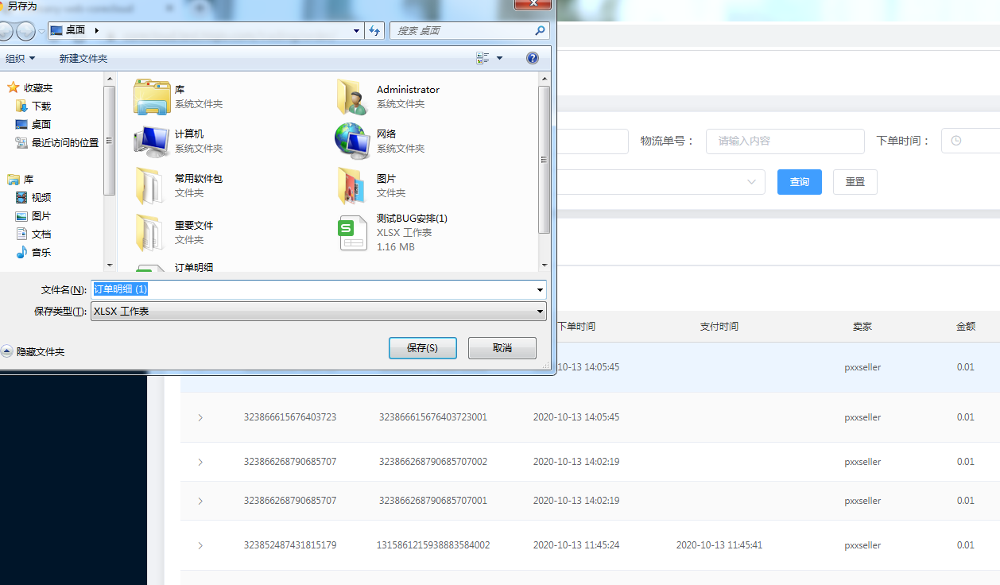 另存为
桌面
搜索 桌面
组织
新建文件夹
收藏夹
下载
桌面
最近访问的位置
库
视频
图片
文档
音乐
库
系统文件夹
Administrator
系统文件夹
计算机
系统文件夹
网络
系统文件夹
常用软件包
文件夹
图片
文件夹
重要文件
文件夹
测试BUG安排(1)
XLSX 工作表
1.16 MB
订单明细
文件名(N):
订单明细 (1)
保存类型(T):
XLSX 工作表
隐藏文件夹
保存(S)
取消
物流单号：
请输入内容
下单时间：
查询
重置
下单时间 支付时间 卖家 金额
10-13 14:05:45 pxxseller 0.01
323866615676403723 323866615676403723001 2020-10-13 14:05:45 pxxseller 0.01
323866268790685707 323866268790685707002 2020-10-13 14:02:19 pxxseller 0.01
323866268790685707 323866268790685707001 2020-10-13 14:02:19 pxxseller 0.01
323852487431815179 1315861215938883584002 2020-10-13 11:45:24 2020-10-13 11:45:41 pxxseller 0.01